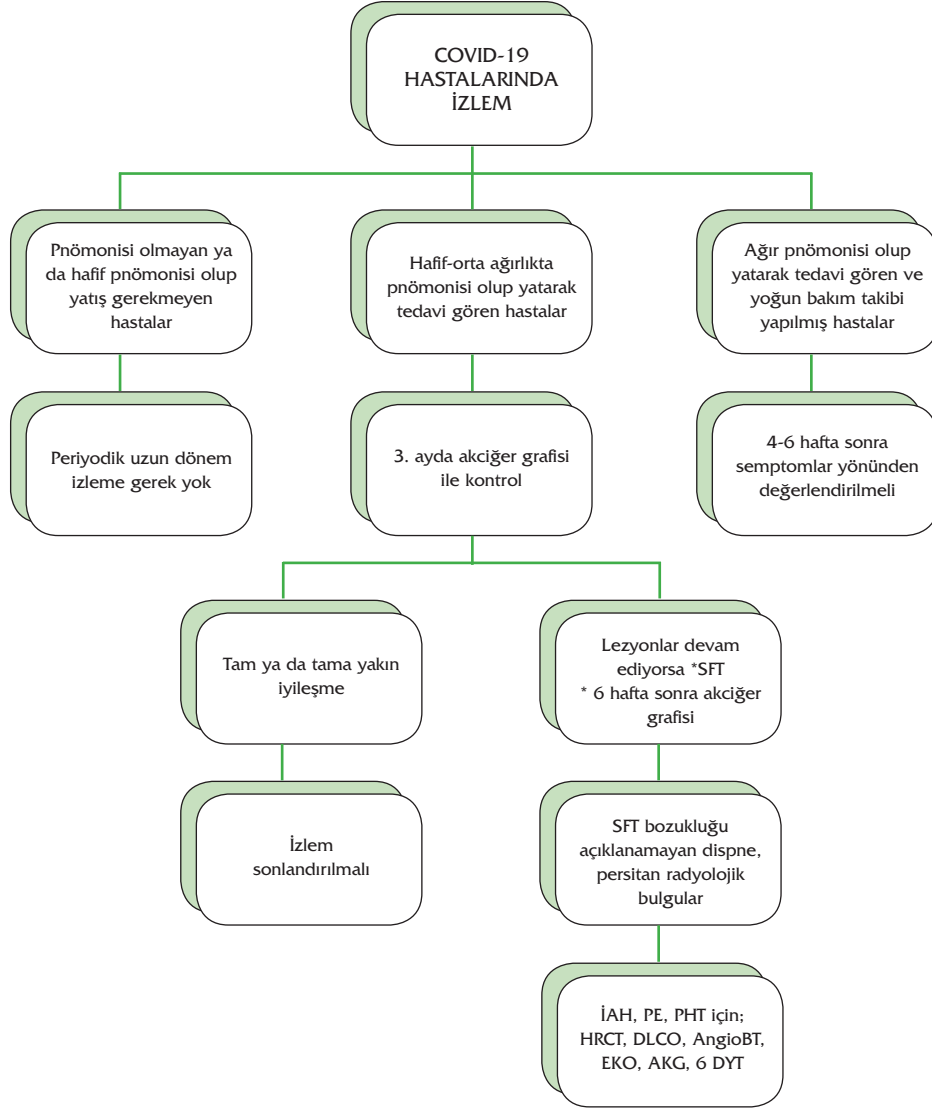 COVID-19
HASTALARINDA
İZLEM
Pnömonisi olmayan ya
da hafif pnömonisi olup
yatış gerekmeyen
hastalar
Hafif-orta ağırlıkta
pnömonisi olup yatarak
tedavi gören hastalar
Ağır pnömonisi olup
yatarak tedavi gören ve
yoğun bakım takibi
yapılmış hastalar
Periyodik uzun dönem
izleme gerek yok
3. ayda akciğer grafisi
ile kontrol
4-6 hafta sonra
semptomlar yönünden
değerlendirilmeli
Tam ya da tama yakın
iyileşme
Lezyonlar devam
ediyorsa *SFT
* 6 hafta sonra akciğer
grafisi
İzlem
sonlandırılmalı
SFT bozukluğu
açıklanamayan dispne,
persitan radyolojik
bulgular
İAH, PE, PHT için;
HRCT, DLCO, AngioBT,
EKO, AKG, 6 DYT